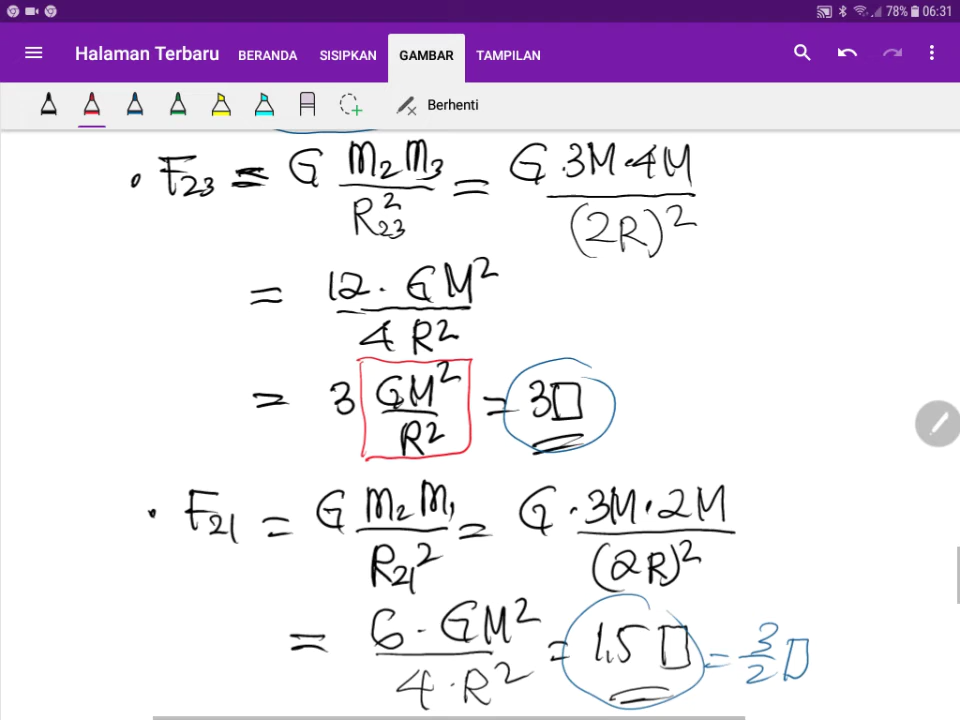 78% 06:31
Halaman Terbaru BERANDA SISIPKAN GAMBAR TAMPILAN
Berhenti
• F₂₃ = G m₂m₃ / R₂₃² = G·3M·4M / (2R)²
= 12 · GM² / 4R²
= 3 GM² / R² = 3□
• F₂₁ = G m₂m₁ / R₂₁² = G·3M·2M / (2R)²
= 6 · GM² / 4·R² = 1.5 □ = 3/2 □